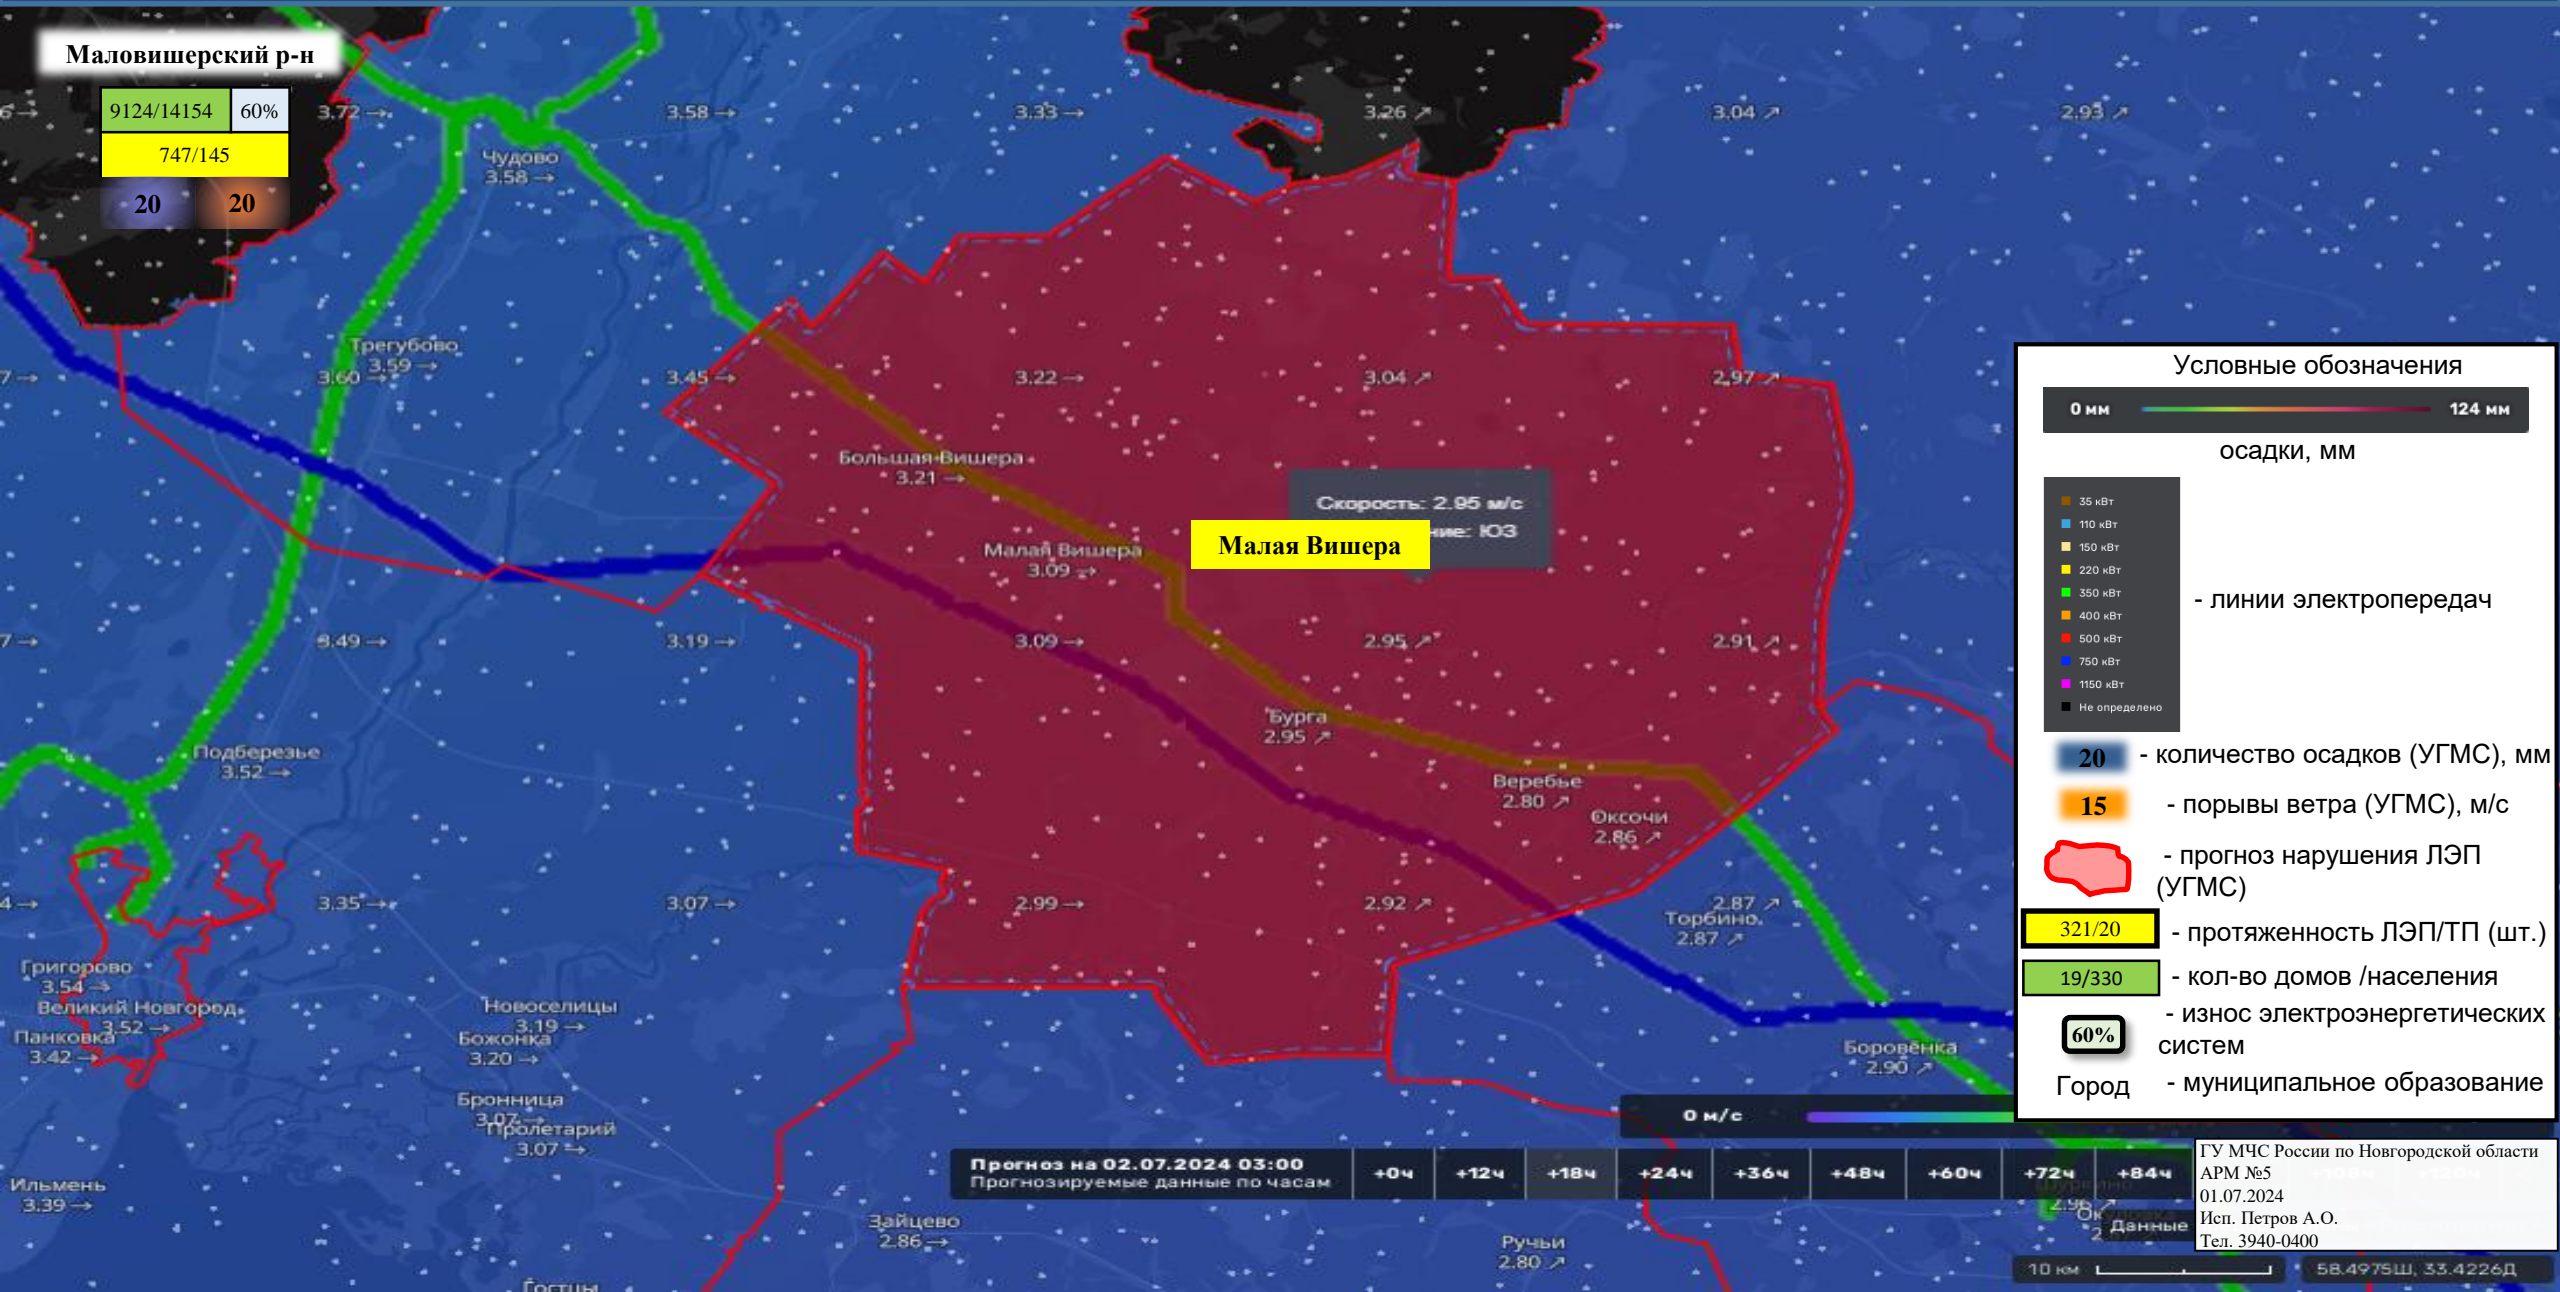 Маловишерский р-н
9124/14154 60%
747/145
20 20
3.72 →
3.58 →
3.33 →
3.26 ↗
3.04 ↗
2.93 ↗
Чудово
3.58 →
Трегубово
3.59 →
3.60 →
3.45 →
3.22 →
3.04 ↗
2.97 ↗
Большая Вишера
3.21 →
Скорость: 2.95 м/с
ние: ЮЗ
Малая Вишера
Малая Вишера
3.09 →
3.49 →
3.19 →
3.09 →
2.95 ↗
2.91 ↗
Бурга
2.95 ↗
Подберезье
3.52 →
Веребье
2.80 ↗
Оксочи
2.86 ↗
3.35 →
3.07 →
2.99 →
2.92 ↗
2.87 ↗
Торбино
2.87 ↗
Григорово
3.54 →
Великий Новгород
3.52 →
Панковка
3.42 →
Новоселицы
3.19 →
Божонка
3.20 →
Боровёнка
2.90 ↗
Бронница
3.07 →
Пролетарий
3.07 →
Ильмень
3.39 →
Зайцево
2.86 →
Ручьи
2.80 ↗
Условные обозначения
0 мм 124 мм
осадки, мм
35 кВт
110 кВт
150 кВт
220 кВт
350 кВт
400 кВт
500 кВт
750 кВт
1150 кВт
Не определено
- линии электропередач
20 - количество осадков (УГМС), мм
15 - порывы ветра (УГМС), м/с
- прогноз нарушения ЛЭП
(УГМС)
321/20 - протяженность ЛЭП/ТП (шт.)
19/330 - кол-во домов /населения
60% - износ электроэнергетических
систем
Город - муниципальное образование
0 м/с
Прогноз на 02.07.2024 03:00
Прогнозируемые данные по часам
+0ч +12ч +18ч +24ч +36ч +48ч +60ч +72ч +84ч
2.96 ↗
Данные
ГУ МЧС России по Новгородской области
АРМ №5
01.07.2024
Исп. Петров А.О.
Тел. 3940-0400
10 км
58.4975Ш, 33.4226Д